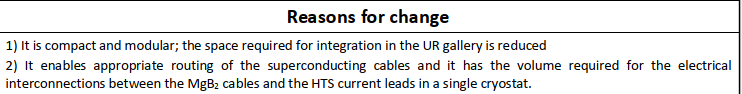 Reasons for change
1) It is compact and modular; the space required for integration in the UR gallery is reduced
2) It enables appropriate routing of the superconducting cables and it has the volume required for the electrical
interconnections between the MgB₂ cables and the HTS current leads in a single cryostat.